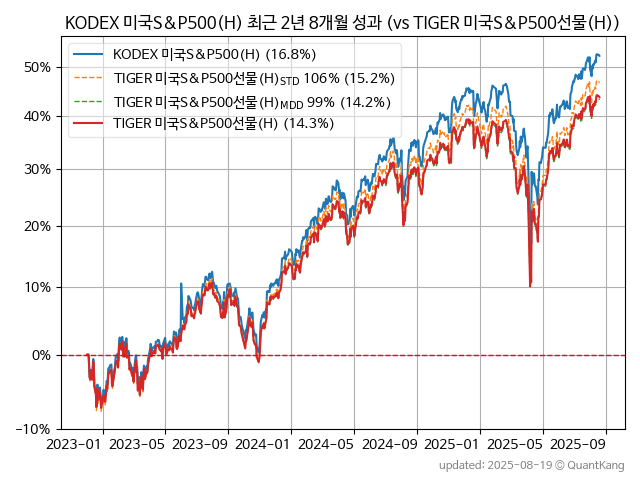 KODEX 미국S&P500(H) 최근 2년 8개월 성과 (vs TIGER 미국S&P500선물(H))
KODEX 미국S&P500(H) (16.8%)
TIGER 미국S&P500선물(H)STD 106% (15.2%)
TIGER 미국S&P500선물(H)MDD 99% (14.2%)
TIGER 미국S&P500선물(H) (14.3%)
50%
40%
30%
20%
10%
0%
−10%
2023-01 2023-05 2023-09 2024-01 2024-05 2024-09 2025-01 2025-05 2025-09
updated: 2025-08-19 © QuantKang